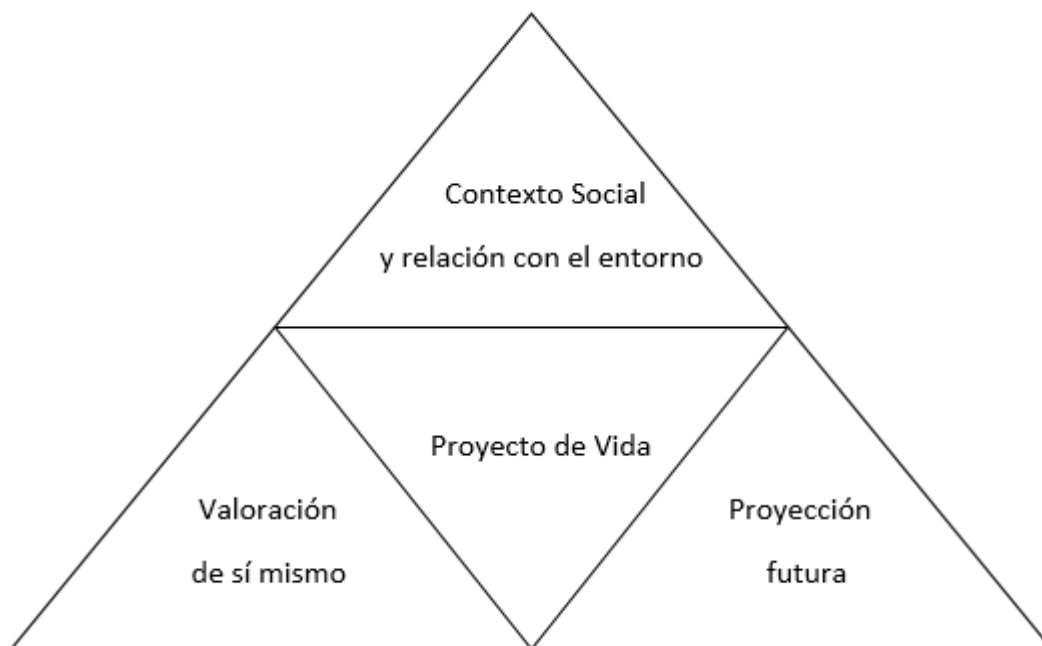 Contexto Social
y relación con el entorno
Proyecto de Vida
Valoración
de sí mismo
Proyección
futura